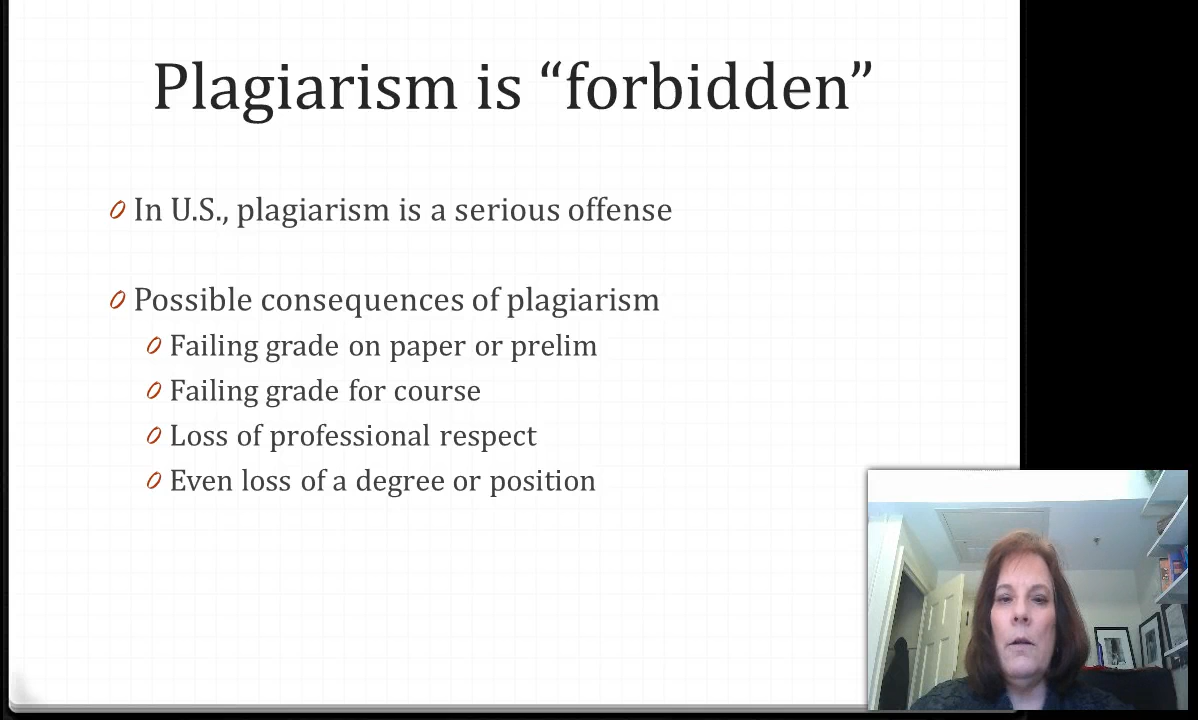 Plagiarism is “forbidden”
In U.S., plagiarism is a serious offense
Possible consequences of plagiarism
Failing grade on paper or prelim
Failing grade for course
Loss of professional respect
Even loss of a degree or position